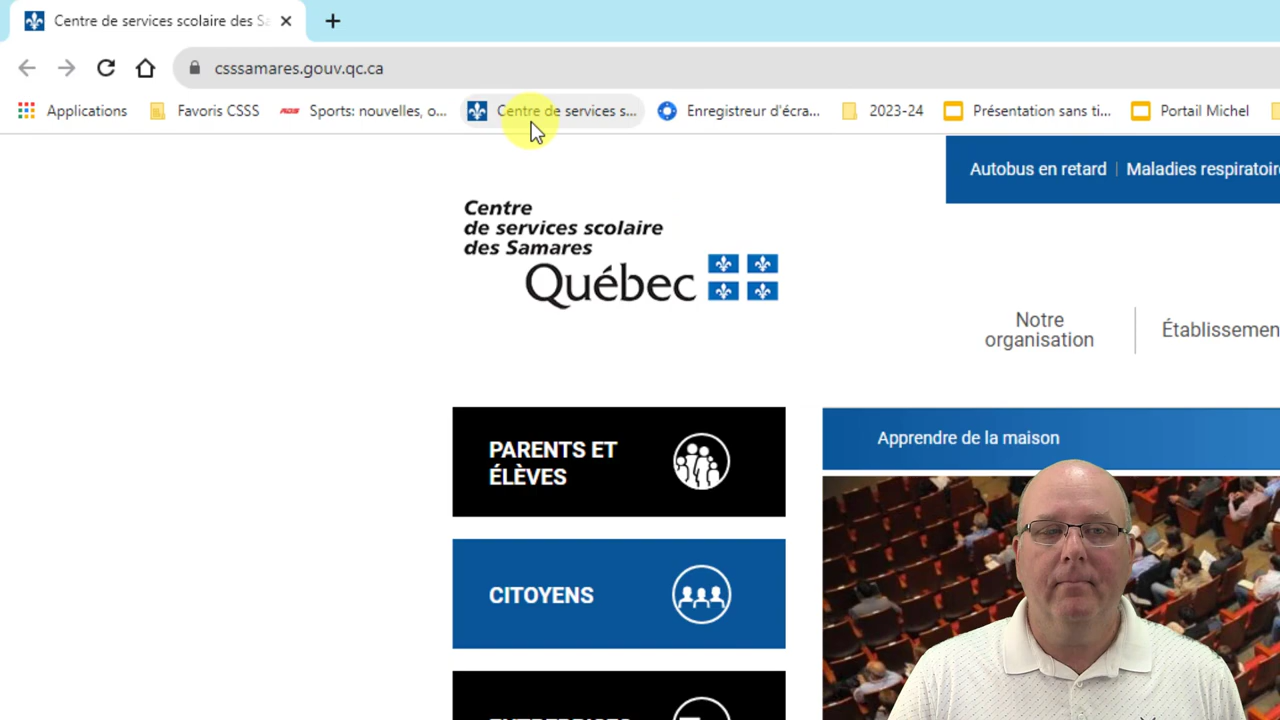 Centre de services scolaire des Sa
csssamares.gouv.qc.ca
Applications Favoris CSSS Sports: nouvelles, o... Centre de services s... Enregistreur d'écra... 2023-24 Présentation sans ti... Portail Michel
Autobus en retard | Maladies respiratoire
Centre
de services scolaire
des Samares
Québec
Notre
organisation
Établissemen
PARENTS ET
ÉLÈVES
Apprendre de la maison
CITOYENS